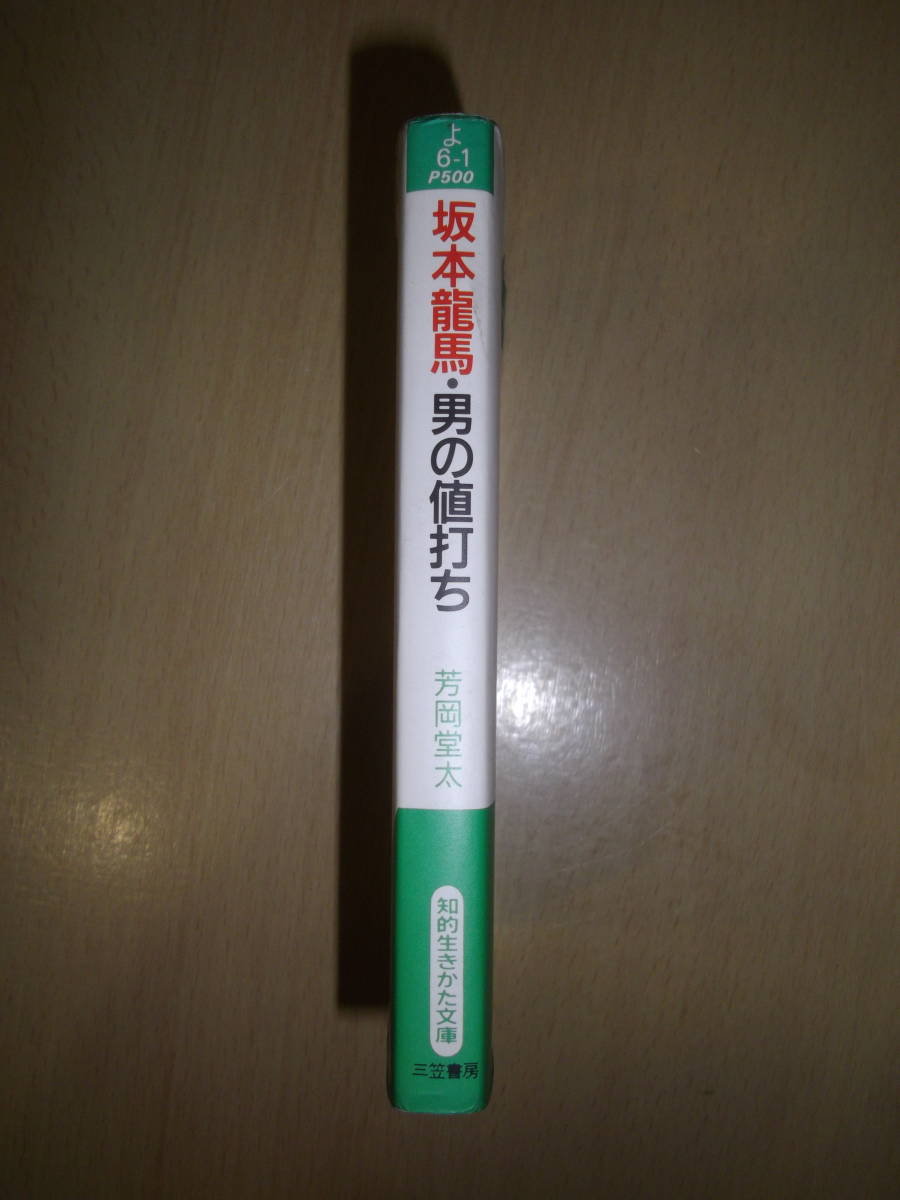 よ
6-1
P500
坂本龍馬・男の値打ち
芳岡堂太
知的生きかた文庫
三笠書房